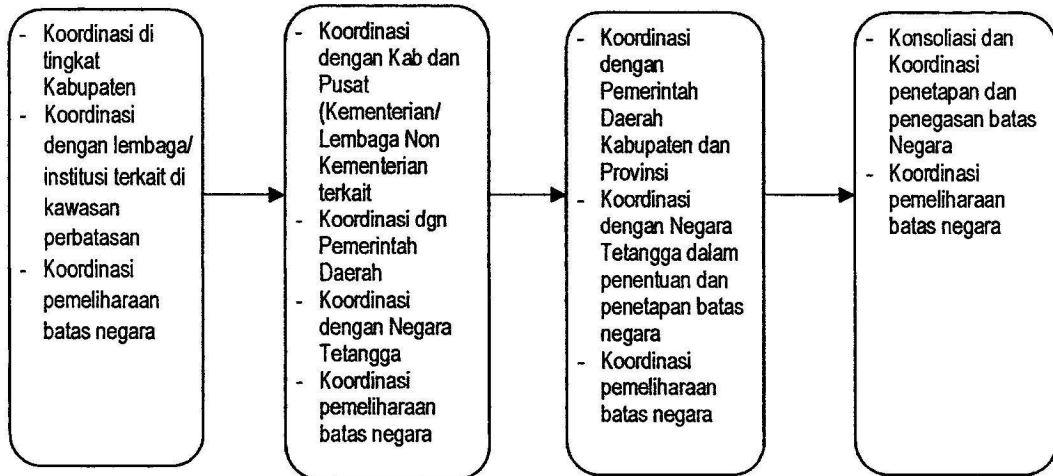 - Koordinasi di
tingkat
Kabupaten
- Koordinasi
dengan lembaga/
institusi terkait di
kawasan
perbatasan
- Koordinasi
pemeliharaan
batas negara
- Koordinasi
dengan Kab dan
Pusat
(Kementerian/
Lembaga Non
Kementerian
terkait
- Koordinasi dgn
Pemerintah
Daerah
- Koordinasi
dengan Negara
Tetangga
- Koordinasi
pemeliharaan
batas negara
- Koordinasi
dengan
Pemerintah
Daerah
Kabupaten dan
Provinsi
- Koordinasi
dengan Negara
Tetangga dalam
penentuan dan
penetapan batas
negara
- Koordinasi
pemeliharaan
batas negara
- Konsoliasi dan
Koordinasi
penetapan dan
penegasan batas
Negara
- Koordinasi
pemeliharaan
batas negara